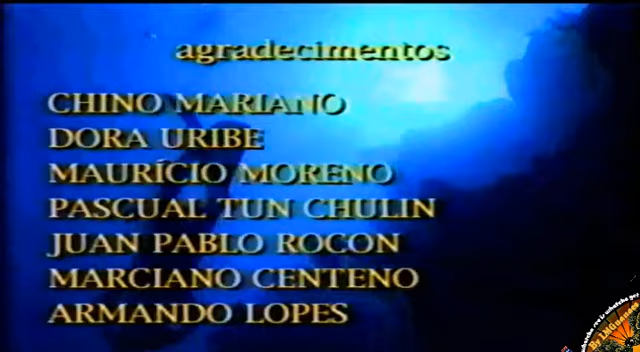 agradecimentos
CHINO MARIANO
DORA URIBE
MAURÍCIO MORENO
PASCUAL TUN CHULIN
JUAN PABLO ROCON
MARCIANO CENTENO
ARMANDO LOPES